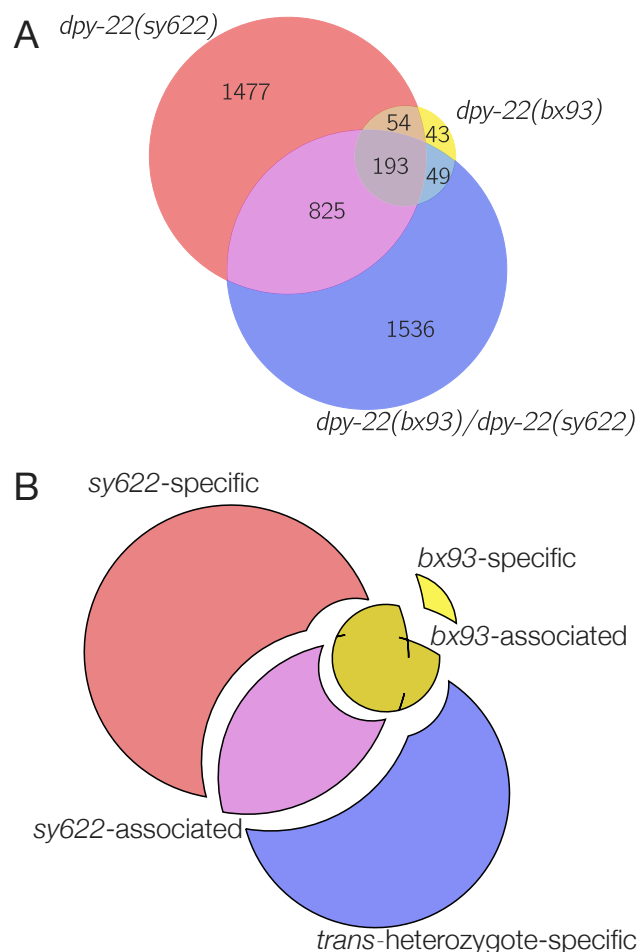 A
dpy-22(sy622)
1477
dpy-22(bx93)
54
43
193
49
825
1536
dpy-22(bx93)/dpy-22(sy622)
B
sy622-specific
bx93-specific
bx93-associated
sy622-associated
trans-heterozygote-specific